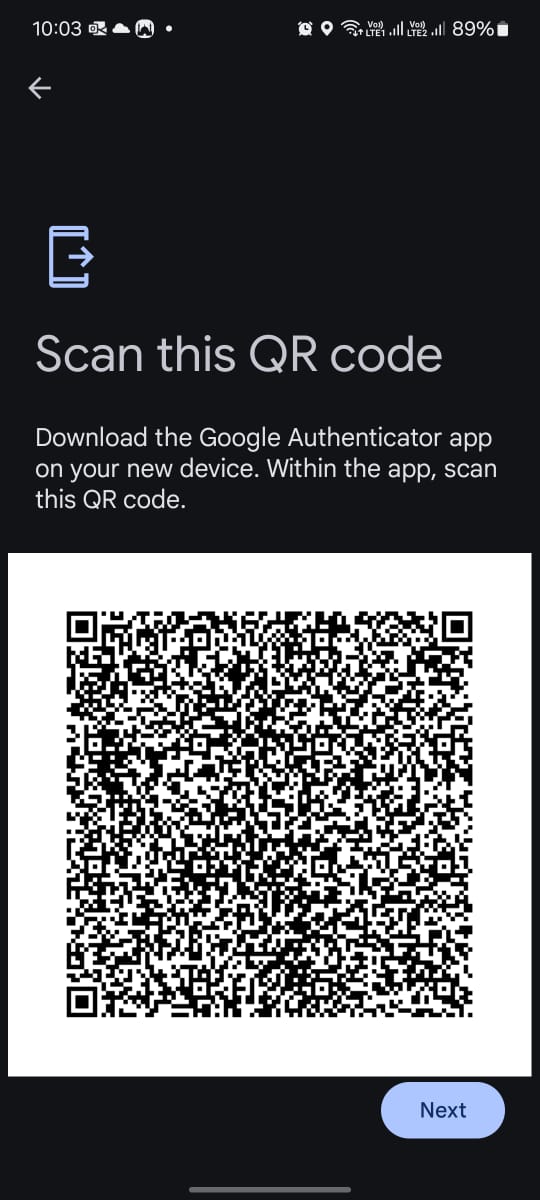 10:03
Vo)) LTE1 Vo)) LTE2 89%
Scan this QR code
Download the Google Authenticator app
on your new device. Within the app, scan
this QR code.
Next